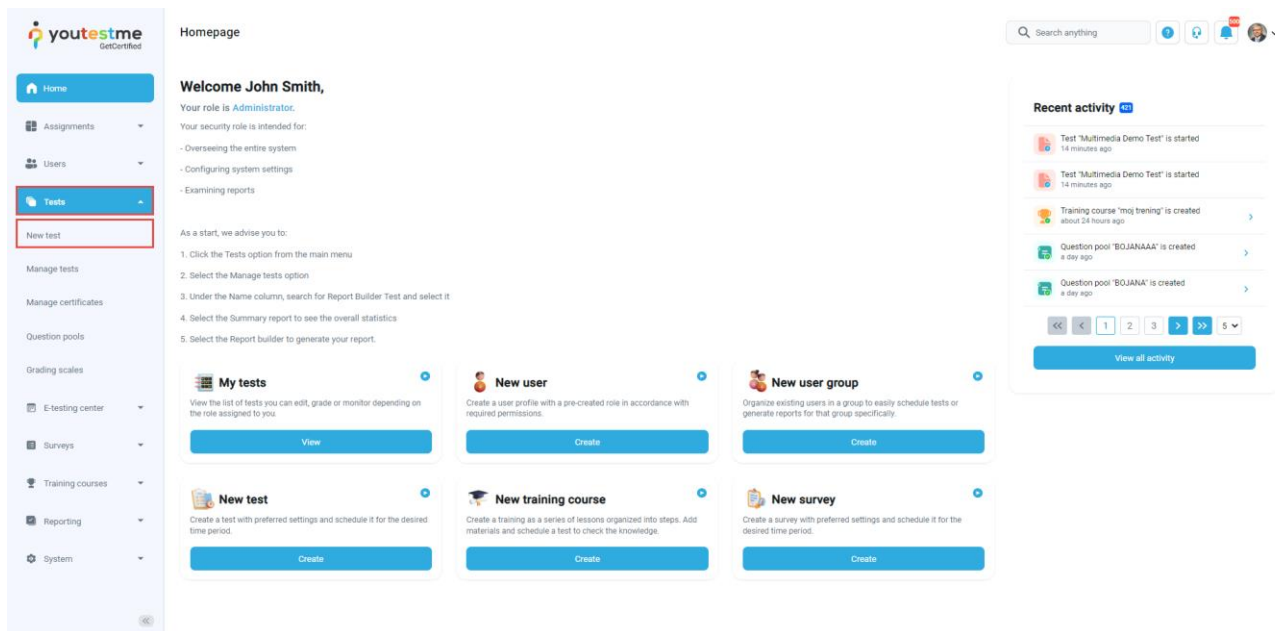 youtestme
GetCertified
Homepage
Search anything
500
Home
Assignments
Users
Tests
New test
Manage tests
Manage certificates
Question pools
Grading scales
E-testing center
Surveys
Training courses
Reporting
System
Welcome John Smith,
Your role is Administrator.
Your security role is intended for:
- Overseeing the entire system
- Configuring system settings
- Examining reports
As a start, we advise you to:
1. Click the Tests option from the main menu
2. Select the Manage tests option
3. Under the Name column, search for Report Builder Test and select it
4. Select the Summary report to see the overall statistics
5. Select the Report builder to generate your report.
My tests
View the list of tests you can edit, grade or monitor depending on
the role assigned to you.
View
New user
Create a user profile with a pre-created role in accordance with
required permissions.
Create
New user group
Organize existing users in a group to easily schedule tests or
generate reports for that group specifically.
Create
New test
Create a test with preferred settings and schedule it for the desired
time period.
Create
New training course
Create a training as a series of lessons organized into steps. Add
materials and schedule a test to check the knowledge.
Create
New survey
Create a survey with preferred settings and schedule it for the
desired time period.
Create
Recent activity 421
Test "Multimedia Demo Test" is started
14 minutes ago
Test "Multimedia Demo Test" is started
14 minutes ago
Training course "moj trening" is created
about 24 hours ago
Question pool "BOJANAAA" is created
a day ago
Question pool "BOJANA" is created
a day ago
<< < 1 2 3 > >> 5
View all activity